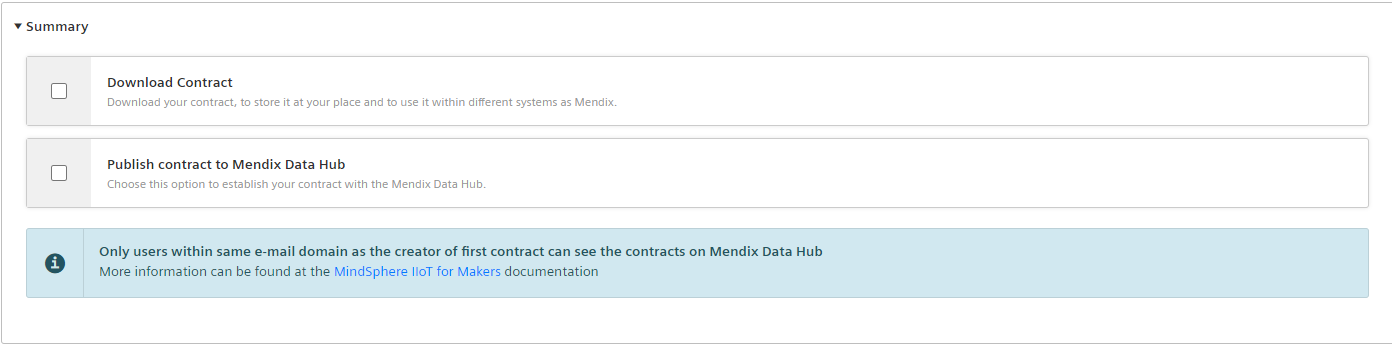 Summary
Download Contract
Download your contract, to store it at your place and to use it within different systems as Mendix.
Publish contract to Mendix Data Hub
Choose this option to establish your contract with the Mendix Data Hub.
Only users within same e-mail domain as the creator of first contract can see the contracts on Mendix Data Hub
More information can be found at the MindSphere IIoT for Makers documentation